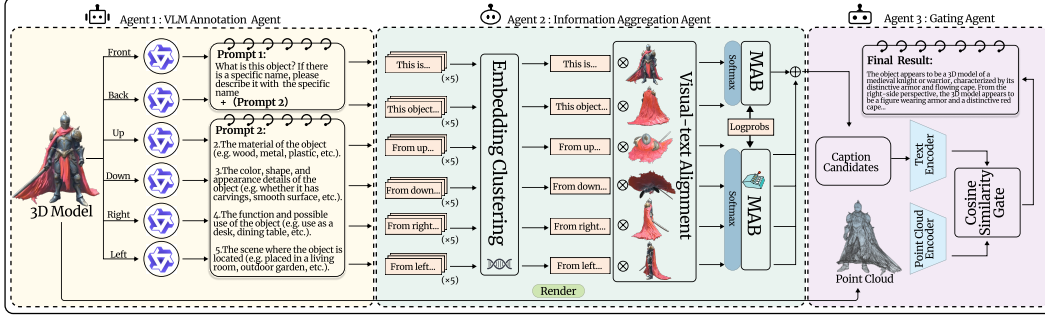 Agent 1 : VLM Annotation Agent
Agent 2 : Information Aggregation Agent
Agent 3 : Gating Agent
3D Model
Front
Back
Up
Down
Right
Left
Prompt 1:
What is this object? If there
is a specific name, please
describe it with the specific
name
+ (Prompt 2)
Prompt 2:
2.The material of the object
(e.g. wood, metal, plastic, etc.).
3.The color, shape, and
appearance details of the
object (e.g. whether it has
carvings, smooth surface, etc.).
4.The function and possible
use of the object (e.g. use as a
desk, dining table, etc.).
5.The scene where the object is
located (e.g. placed in a living
room, outdoor garden, etc.).
This is...
(×5)
This object...
(×5)
From up...
(×5)
From down...
(×5)
From right...
(×5)
From left...
(×5)
Embedding Clustering
This is...
This object...
From up...
From down...
From right...
From left...
Render
Visual-text Alignment
Softmax
MAB
Logprobs
Softmax
MAB
Final Result:
The object appears to be a 3D model of a
medieval knight or warrior, characterized by its
distinctive armor and flowing cape. From the
right-side perspective, the 3D model appears to
be a figure wearing armor and a distinctive red
cape...
Caption
Candidates
Text
Encoder
Point cloud
Encoder
Cosine
Similarity
Gate
Point Cloud